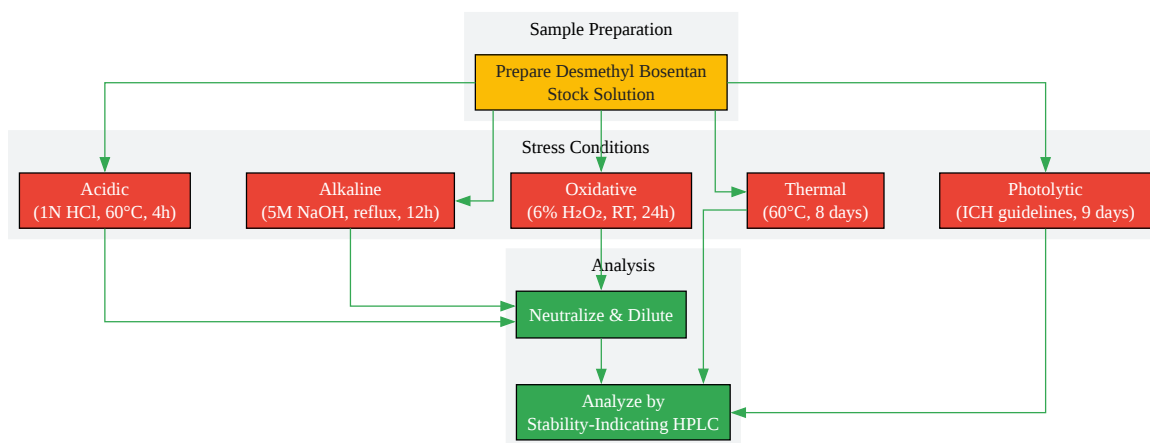 Sample Preparation
Prepare Desmethyl Bosentan
Stock Solution
Stress Conditions
Acidic
(1N HCl, 60°C, 4h)
Alkaline
(5M NaOH, reflux, 12h)
Oxidative
(6% H₂O₂, RT, 24h)
Thermal
(60°C, 8 days)
Photolytic
(ICH guidelines, 9 days)
Analysis
Neutralize & Dilute
Analyze by
Stability-Indicating HPLC